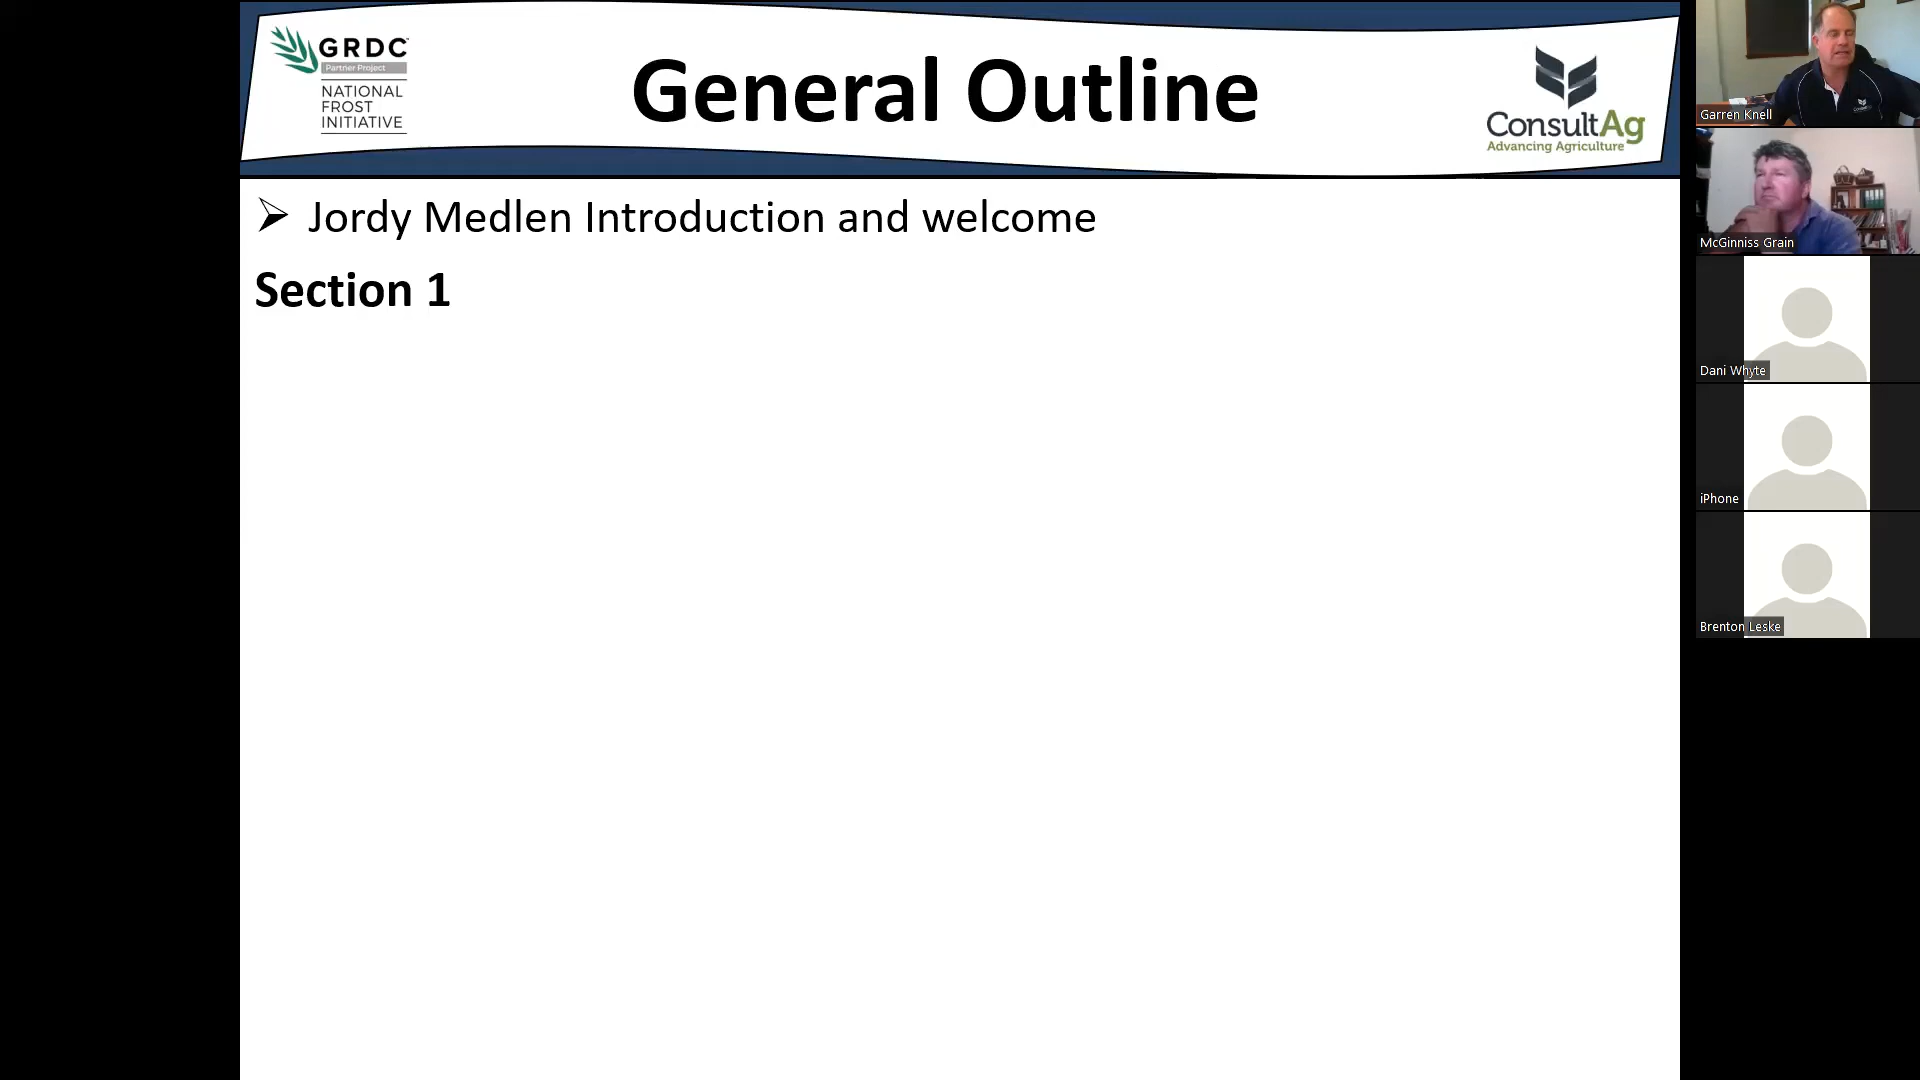 GRDC™
Partner Project
NATIONAL
FROST
INITIATIVE
General Outline
ConsultAg
Advancing Agriculture
➢ Jordy Medlen Introduction and welcome
Section 1
Garren Knell
McGinniss Grain
Dani Whyte
iPhone
Brenton Leske